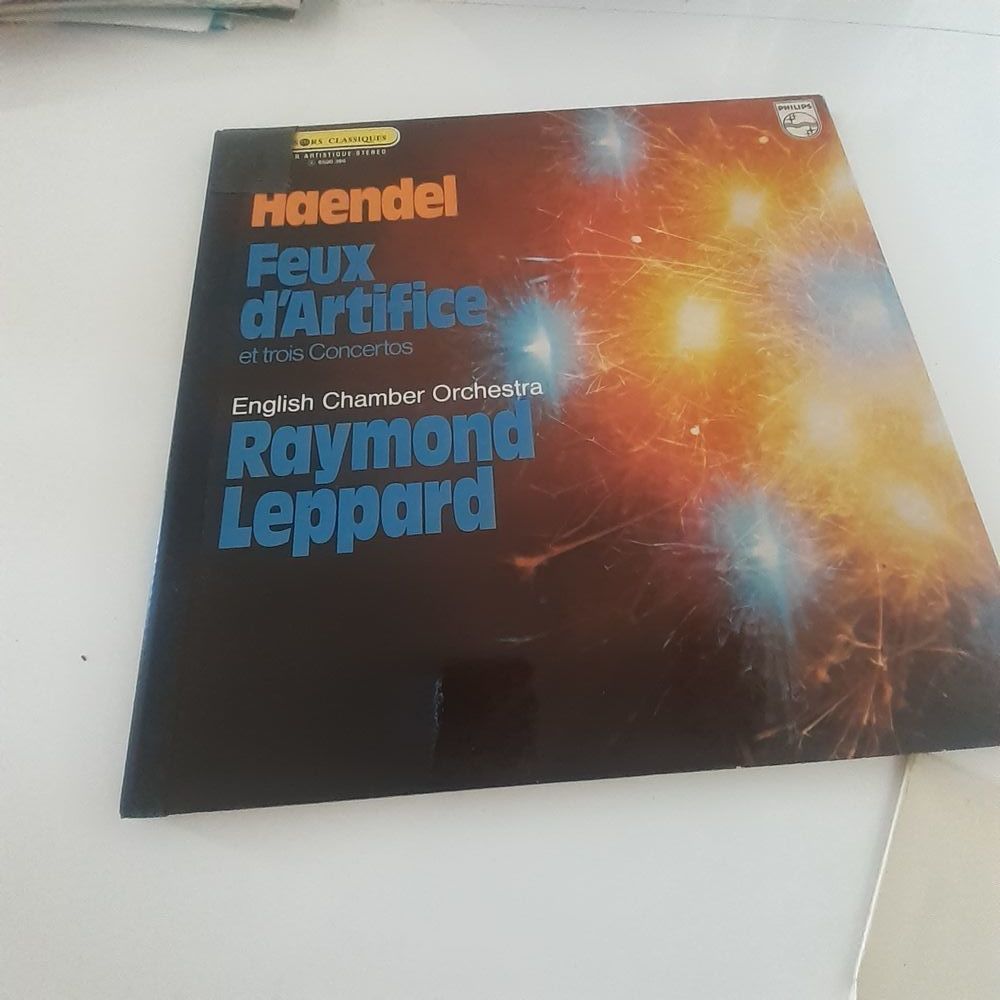 CLASSIQUES
ARTISTIQUE STEREO
PHILIPS
Haendel
Feux
d'Artifice
et trois Concertos
English Chamber Orchestra
Raymond
Leppard